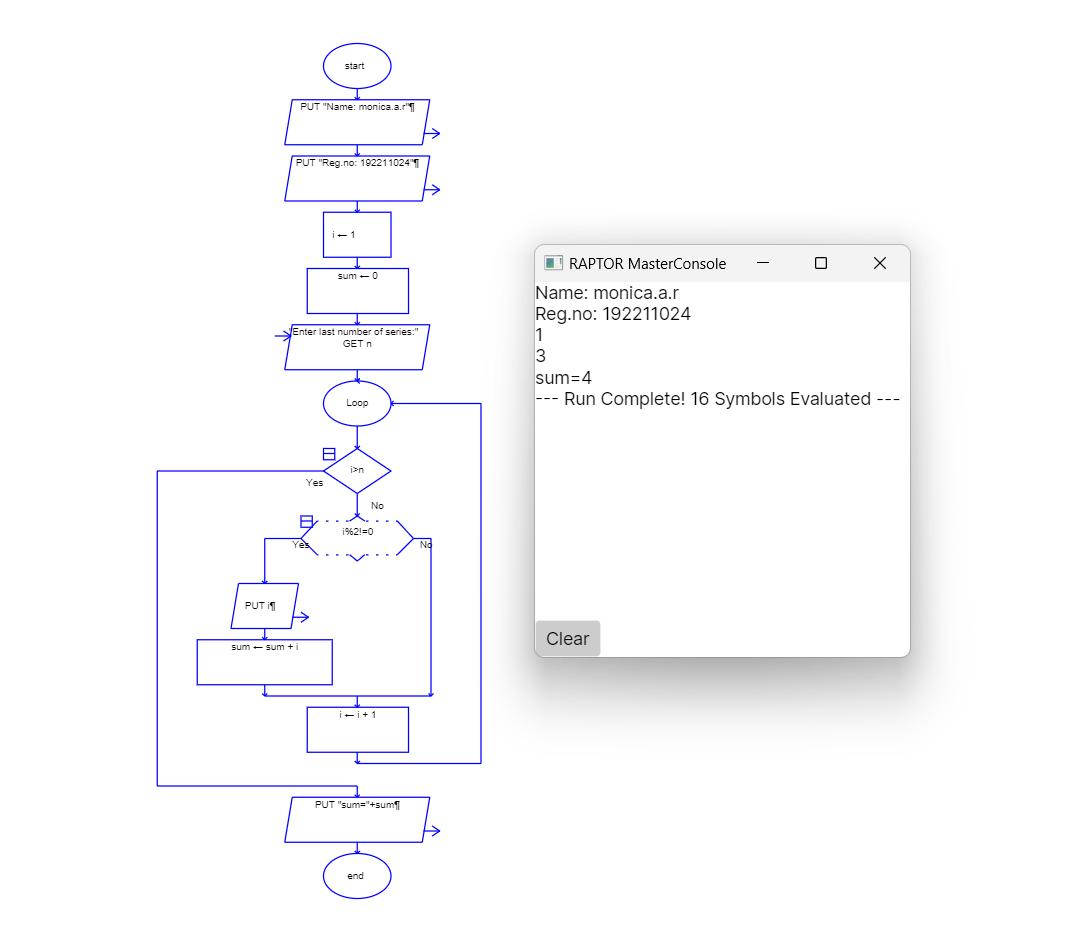 start
PUT "Name: monica.a.r"¶
PUT "Reg.no: 192211024"¶
i ← 1
sum ← 0
"Enter last number of series:"
GET n
Loop
i>n
Yes
No
i%2!=0
Yes
No
PUT i¶
sum ← sum + i
i ← i + 1
PUT "sum="+sum¶
end
RAPTOR MasterConsole
Name: monica.a.r
Reg.no: 192211024
1
3
sum=4
--- Run Complete! 16 Symbols Evaluated ---
Clear